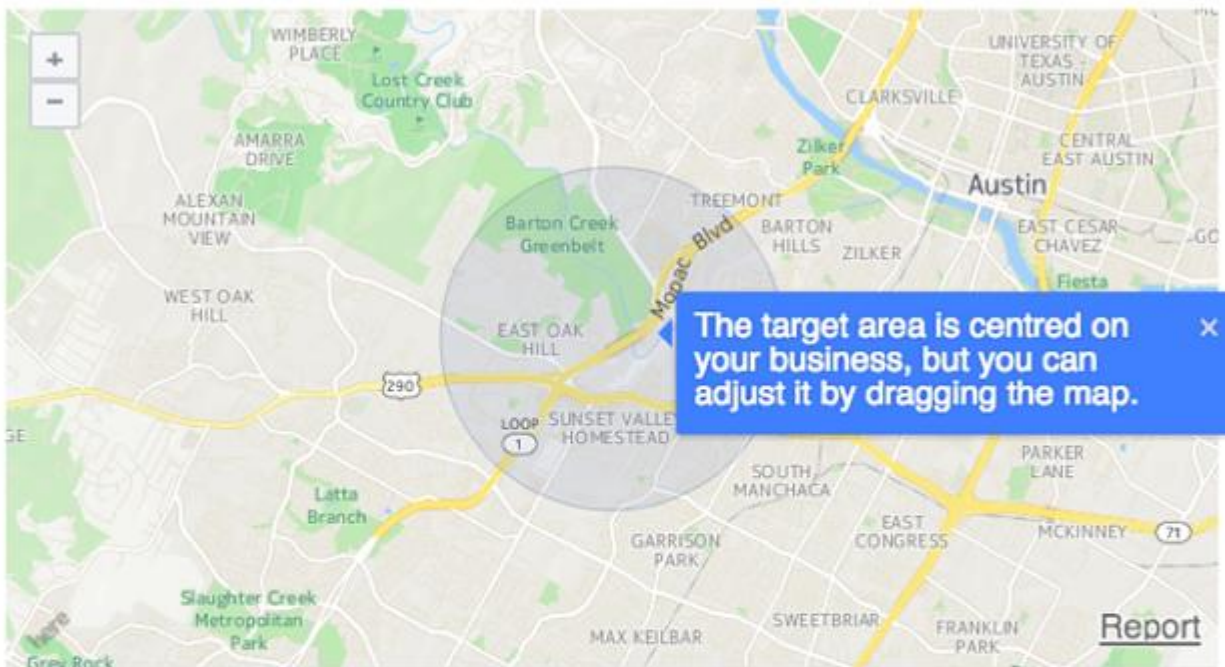 WIMBERLY
PLACE
Lost Creek
Country Club
UNIVERSITY OF
TEXAS -
AUSTIN
CLARKSVILLE
AMARRA
DRIVE
Zilker
Park
CENTRAL
EAST AUSTIN
Austin
ALEXAN
MOUNTAIN
VIEW
TREEMONT
Barton Creek
Greenbelt
Mopac Blvd
BARTON
HILLS
ZILKER
EAST CESAR
CHAVEZ
GO
Fiesta
WEST OAK
HILL
EAST OAK
HILL
The target area is centred on
your business, but you can
adjust it by dragging the map.
290
LOOP
1
SUNSET VALLEY
HOMESTEAD
GE
PARKER
LANE
SOUTH
MANCHACA
Latta
Branch
EAST
CONGRESS
MCKINNEY
71
GARRISON
PARK
Slaughter Creek
Metropolitan
Park
here
SWEETBRIAR
FRANKLIN
PARK
Report
MAX KEILBAR
Grey Rock